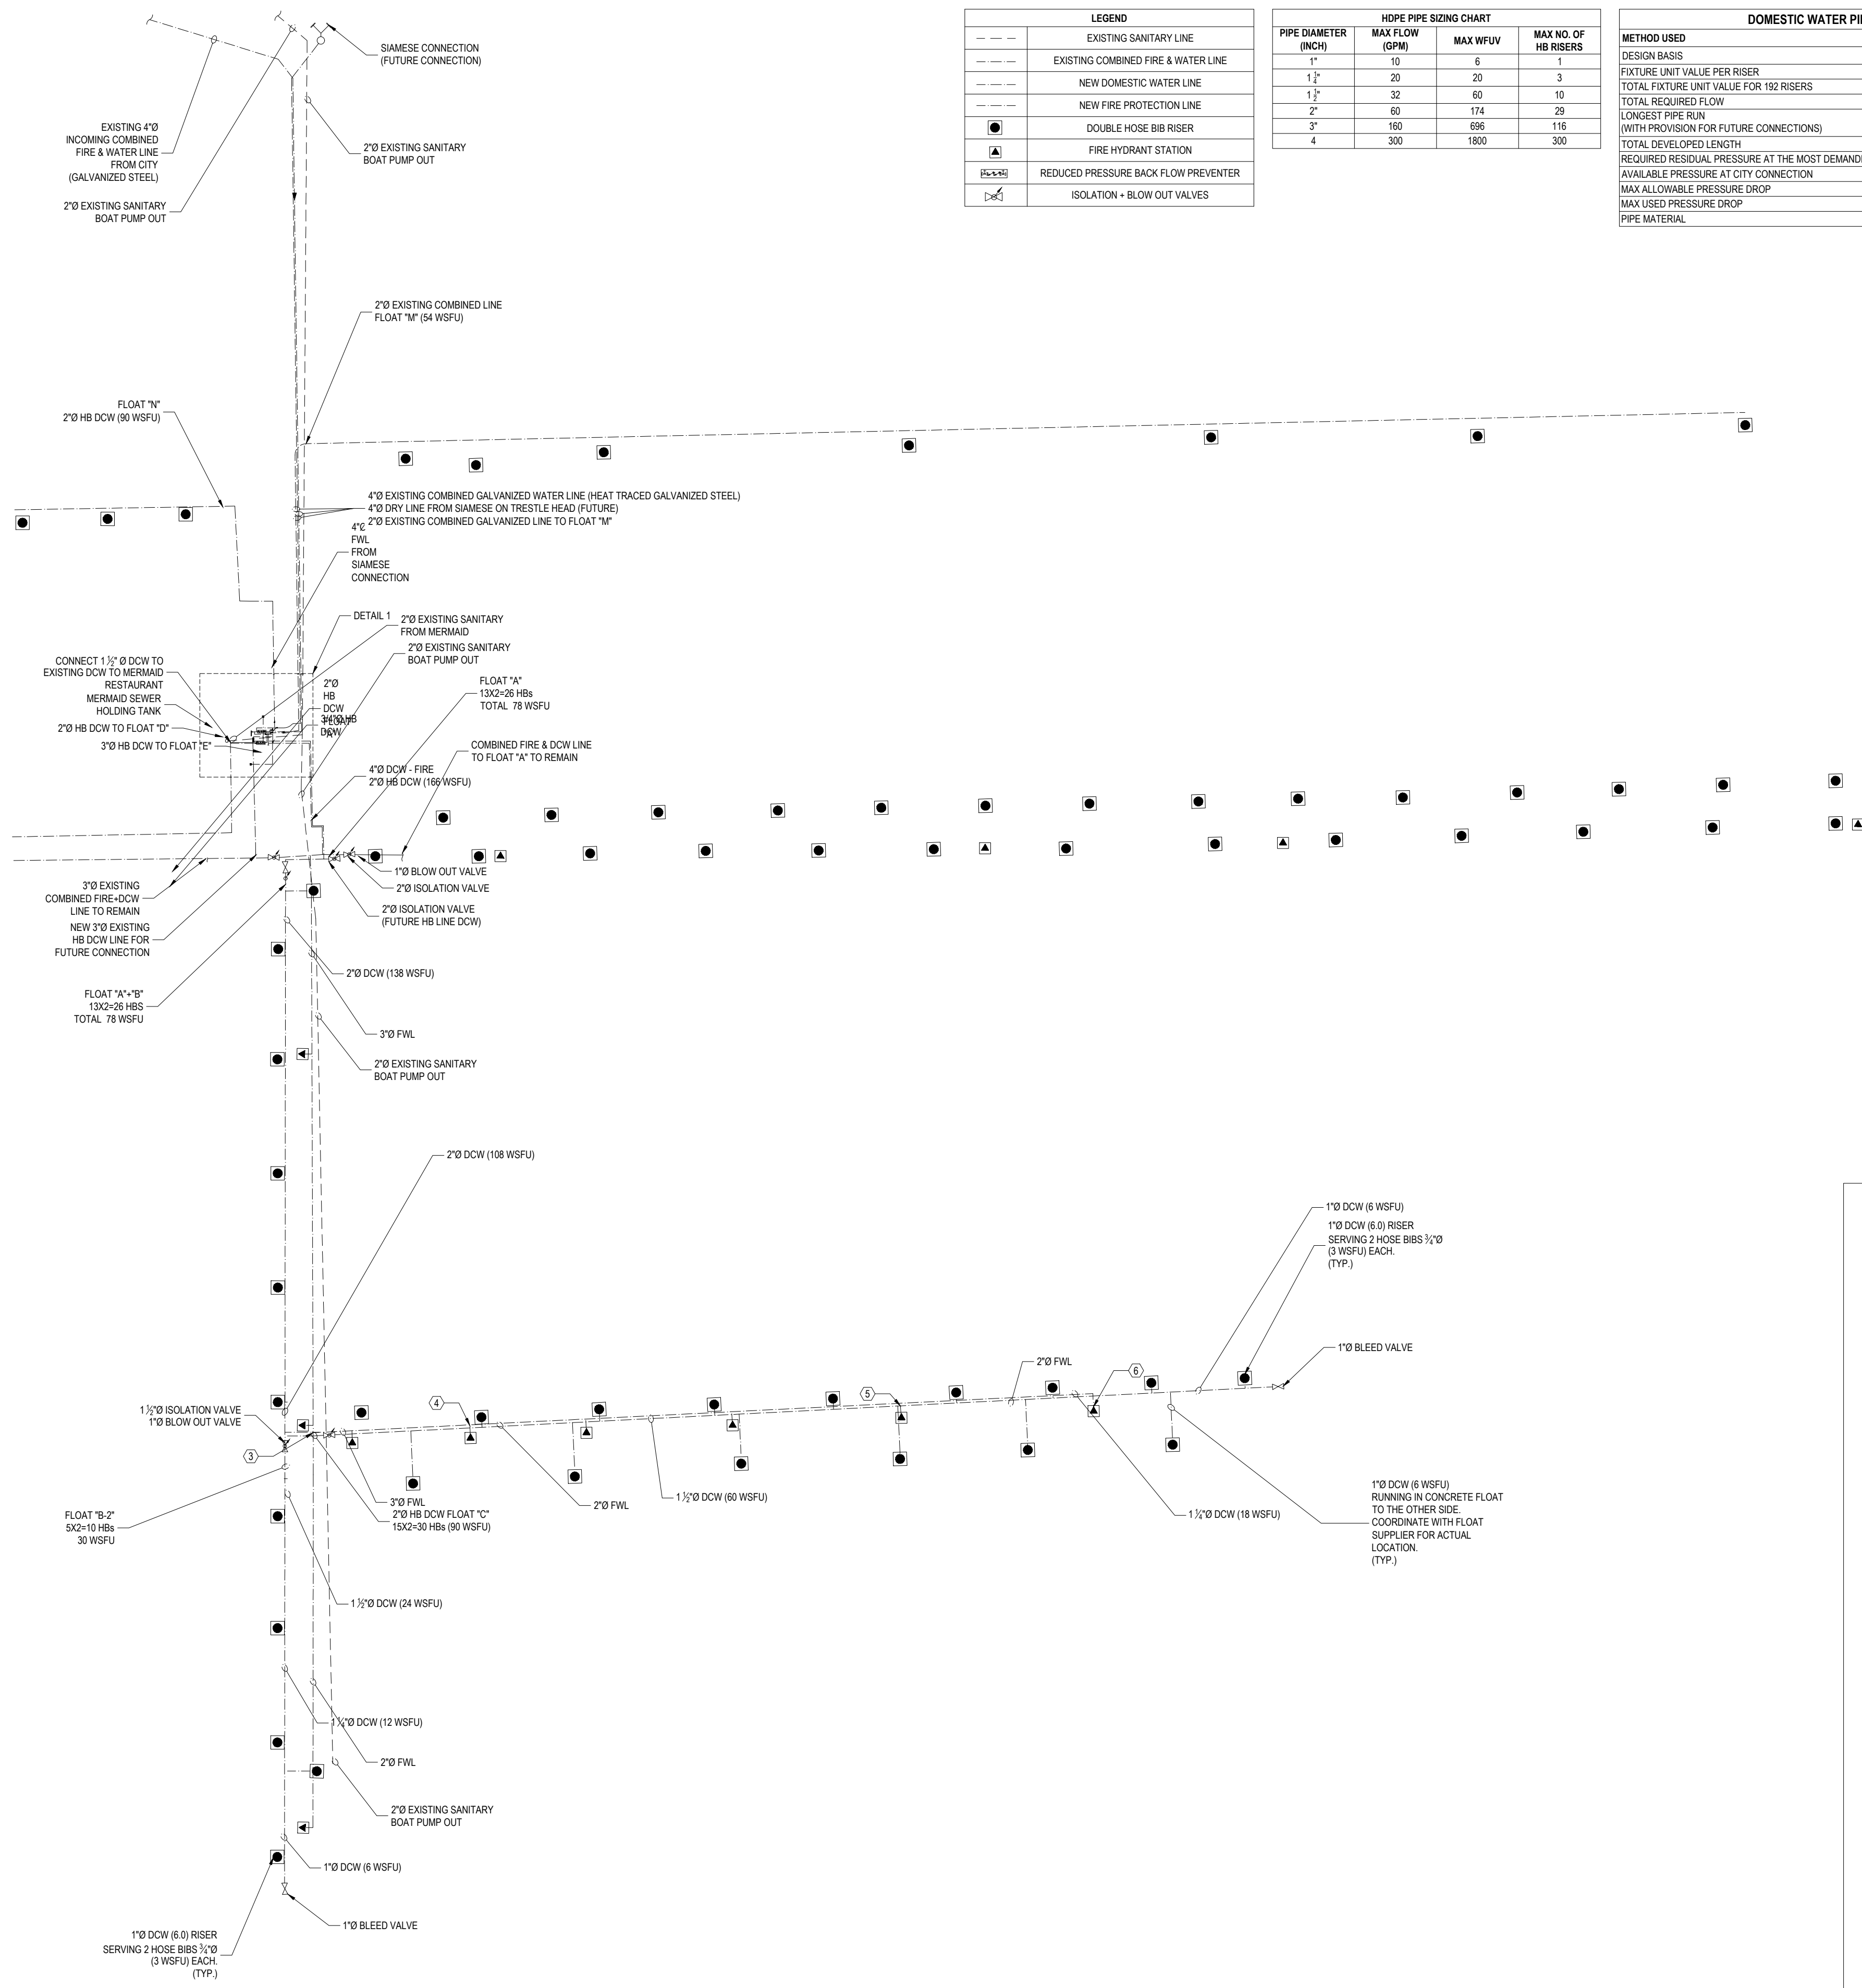 SIAMESE CONNECTION
(FUTURE CONNECTION)
EXISTING 4"Ø
INCOMING COMBINED
FIRE & WATER LINE
FROM CITY
(GALVANIZED STEEL)
2"Ø EXISTING SANITARY
BOAT PUMP OUT
2"Ø EXISTING SANITARY
BOAT PUMP OUT
LEGEND
EXISTING SANITARY LINE
EXISTING COMBINED FIRE & WATER LINE
NEW DOMESTIC WATER LINE
NEW FIRE PROTECTION LINE
DOUBLE HOSE BIB RISER
FIRE HYDRANT STATION
REDUCED PRESSURE BACK FLOW PREVENTER
ISOLATION + BLOW OUT VALVES
HDPE PIPE SIZING CHART
PIPE DIAMETER (INCH) MAX FLOW (GPM) MAX WFUV MAX NO. OF HB RISERS
1" 10 6 1
1 1/4" 20 20 3
1 1/2" 32 60 10
2" 60 174 29
3" 160 696 116
4 300 1800 300
DOMESTIC WATER PI
METHOD USED
DESIGN BASIS
FIXTURE UNIT VALUE PER RISER
TOTAL FIXTURE UNIT VALUE FOR 192 RISERS
TOTAL REQUIRED FLOW
LONGEST PIPE RUN
(WITH PROVISION FOR FUTURE CONNECTIONS)
TOTAL DEVELOPED LENGTH
REQUIRED RESIDUAL PRESSURE AT THE MOST DEMAND
AVAILABLE PRESSURE AT CITY CONNECTION
MAX ALLOWABLE PRESSURE DROP
MAX USED PRESSURE DROP
PIPE MATERIAL
2"Ø EXISTING COMBINED LINE
FLOAT "M" (54 WSFU)
FLOAT "N"
2"Ø HB DCW (90 WSFU)
4"Ø EXISTING COMBINED GALVANIZED WATER LINE (HEAT TRACED GALVANIZED STEEL)
4"Ø DRY LINE FROM SIAMESE ON TRESTLE HEAD (FUTURE)
2"Ø EXISTING COMBINED GALVANIZED LINE TO FLOAT "M"
FWL
FROM
SIAMESE
CONNECTION
DETAIL 1
2"Ø EXISTING SANITARY
FROM MERMAID
2"Ø EXISTING SANITARY
BOAT PUMP OUT
CONNECT 1 1/2" Ø DCW TO
EXISTING DCW TO MERMAID
RESTAURANT
MERMAID SEWER
HOLDING TANK
2"Ø HB DCW TO FLOAT "D"
3"Ø HB DCW TO FLOAT "E"
2"Ø
HB
DCW
FLOAT
"A"
3/4"Ø HB
DCW
FLOAT "A"
13X2=26 HBs
TOTAL 78 WSFU
COMBINED FIRE & DCW LINE
TO FLOAT "A" TO REMAIN
4"Ø DCW - FIRE
2"Ø HB DCW (166 WSFU)
1"Ø BLOW OUT VALVE
2"Ø ISOLATION VALVE
2"Ø ISOLATION VALVE
(FUTURE HB LINE DCW)
3"Ø EXISTING
COMBINED FIRE+DCW
LINE TO REMAIN
NEW 3"Ø EXISTING
HB DCW LINE FOR
FUTURE CONNECTION
FLOAT "A"+"B"
13X2=26 HBS
TOTAL 78 WSFU
2"Ø DCW (138 WSFU)
3"Ø FWL
2"Ø EXISTING SANITARY
BOAT PUMP OUT
2"Ø DCW (108 WSFU)
1"Ø DCW (6 WSFU)
1"Ø DCW (6.0) RISER
SERVING 2 HOSE BIBS 3/4"Ø
(3 WSFU) EACH.
(TYP.)
1"Ø BLEED VALVE
2"Ø FWL
6
5
4
3
1 1/2"Ø ISOLATION VALVE
1"Ø BLOW OUT VALVE
FLOAT "B-2"
5X2=10 HBs
30 WSFU
3"Ø FWL
2"Ø HB DCW FLOAT "C"
15X2=30 HBs (90 WSFU)
2"Ø FWL
1 1/2"Ø DCW (60 WSFU)
1 1/4"Ø DCW (18 WSFU)
1"Ø DCW (6 WSFU)
RUNNING IN CONCRETE FLOAT
TO THE OTHER SIDE.
COORDINATE WITH FLOAT
SUPPLIER FOR ACTUAL
LOCATION.
(TYP.)
1 1/2"Ø DCW (24 WSFU)
1 1/4"Ø DCW (12 WSFU)
2"Ø FWL
2"Ø EXISTING SANITARY
BOAT PUMP OUT
1"Ø DCW (6 WSFU)
1"Ø BLEED VALVE
1"Ø DCW (6.0) RISER
SERVING 2 HOSE BIBS 3/4"Ø
(3 WSFU) EACH.
(TYP.)